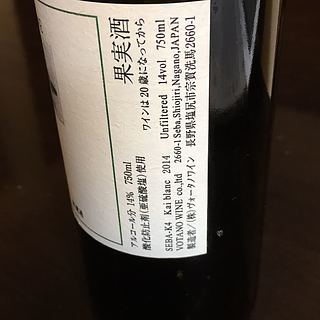 果実酒
ワインは20歳になってから
アルコール分 14% 750ml
酸化防止剤(亜硫酸塩)使用
SEBA-K4 Kai blanc 2014 Unfiltered 14vol 750ml
VOTANO WINE co.,ltd 2660-1 Seba,Shiojiri,Nagano,JAPAN
製造者/(株)ヴォータノワイン 長野県塩尻市宗賀洗馬2660-1